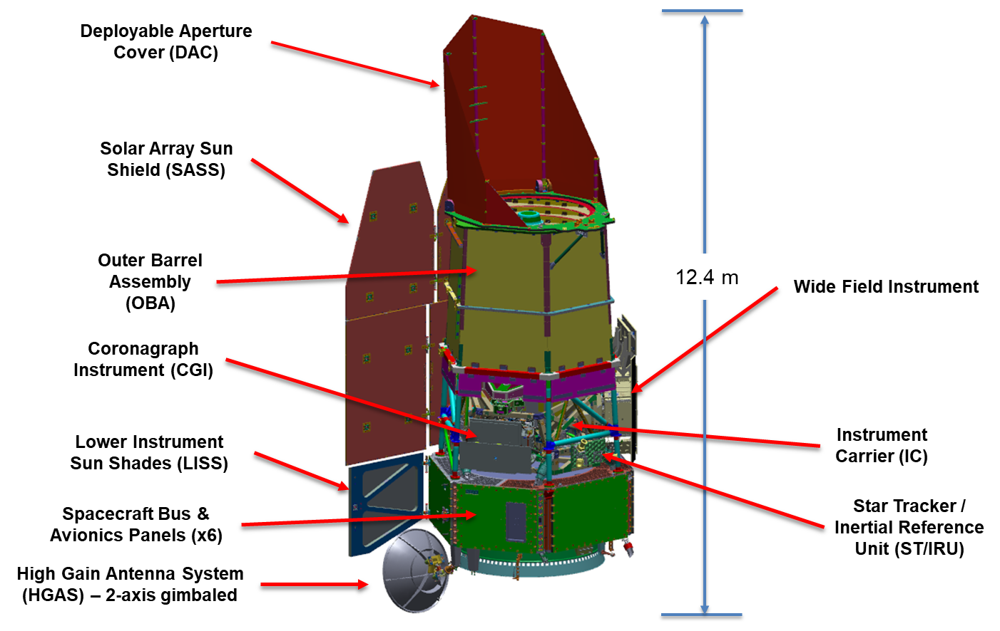 Deployable Aperture
Cover (DAC)
Solar Array Sun
Shield (SASS)
Outer Barrel
Assembly
(OBA)
Coronagraph
Instrument (CGI)
Lower Instrument
Sun Shades (LISS)
Spacecraft Bus &
Avionics Panels (x6)
High Gain Antenna System
(HGAS) – 2-axis gimbaled
12.4 m
Wide Field Instrument
Instrument
Carrier (IC)
Star Tracker /
Inertial Reference
Unit (ST/IRU)